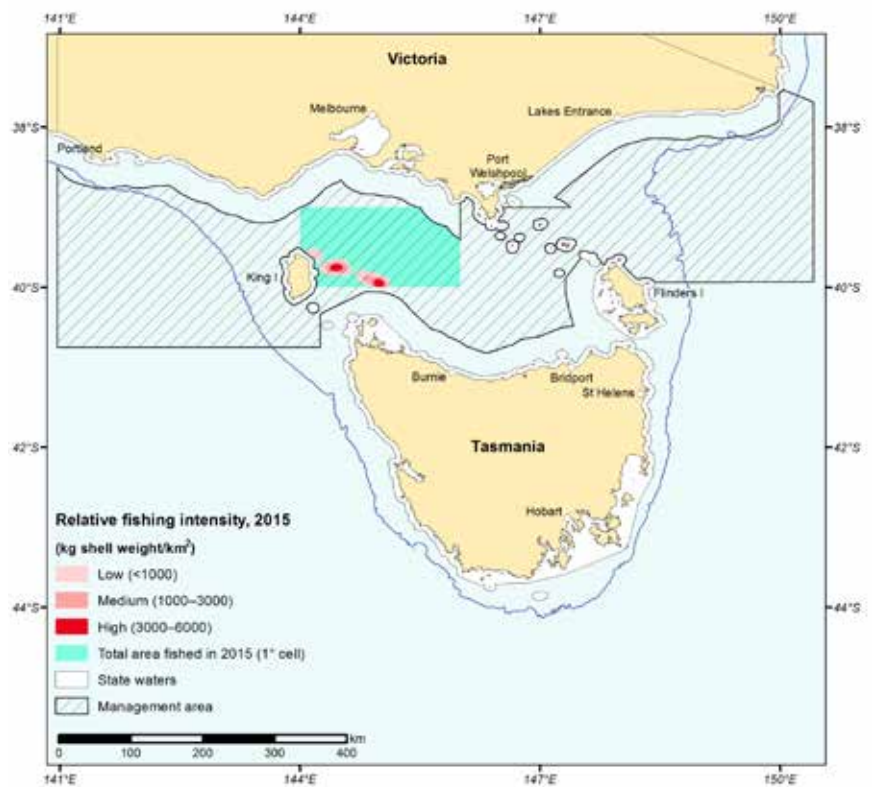 141°E 144°E 147°E 150°E
Victoria
Melbourne
Lakes Entrance
38°S 38°S
Portland
Port
Welshpool
King I
40°S 40°S
Flinders I
Burnie
Bridport
St Helens
42°S 42°S
Tasmania
Hobart
Relative fishing intensity, 2015
(kg shell weight/km²)
Low (<1000)
Medium (1000–3000)
44°S 44°S
High (3000–6000)
Total area fished in 2015 (1° cell)
State waters
Management area
km
0 100 200 300 400
141°E 144°E 147°E 150°E